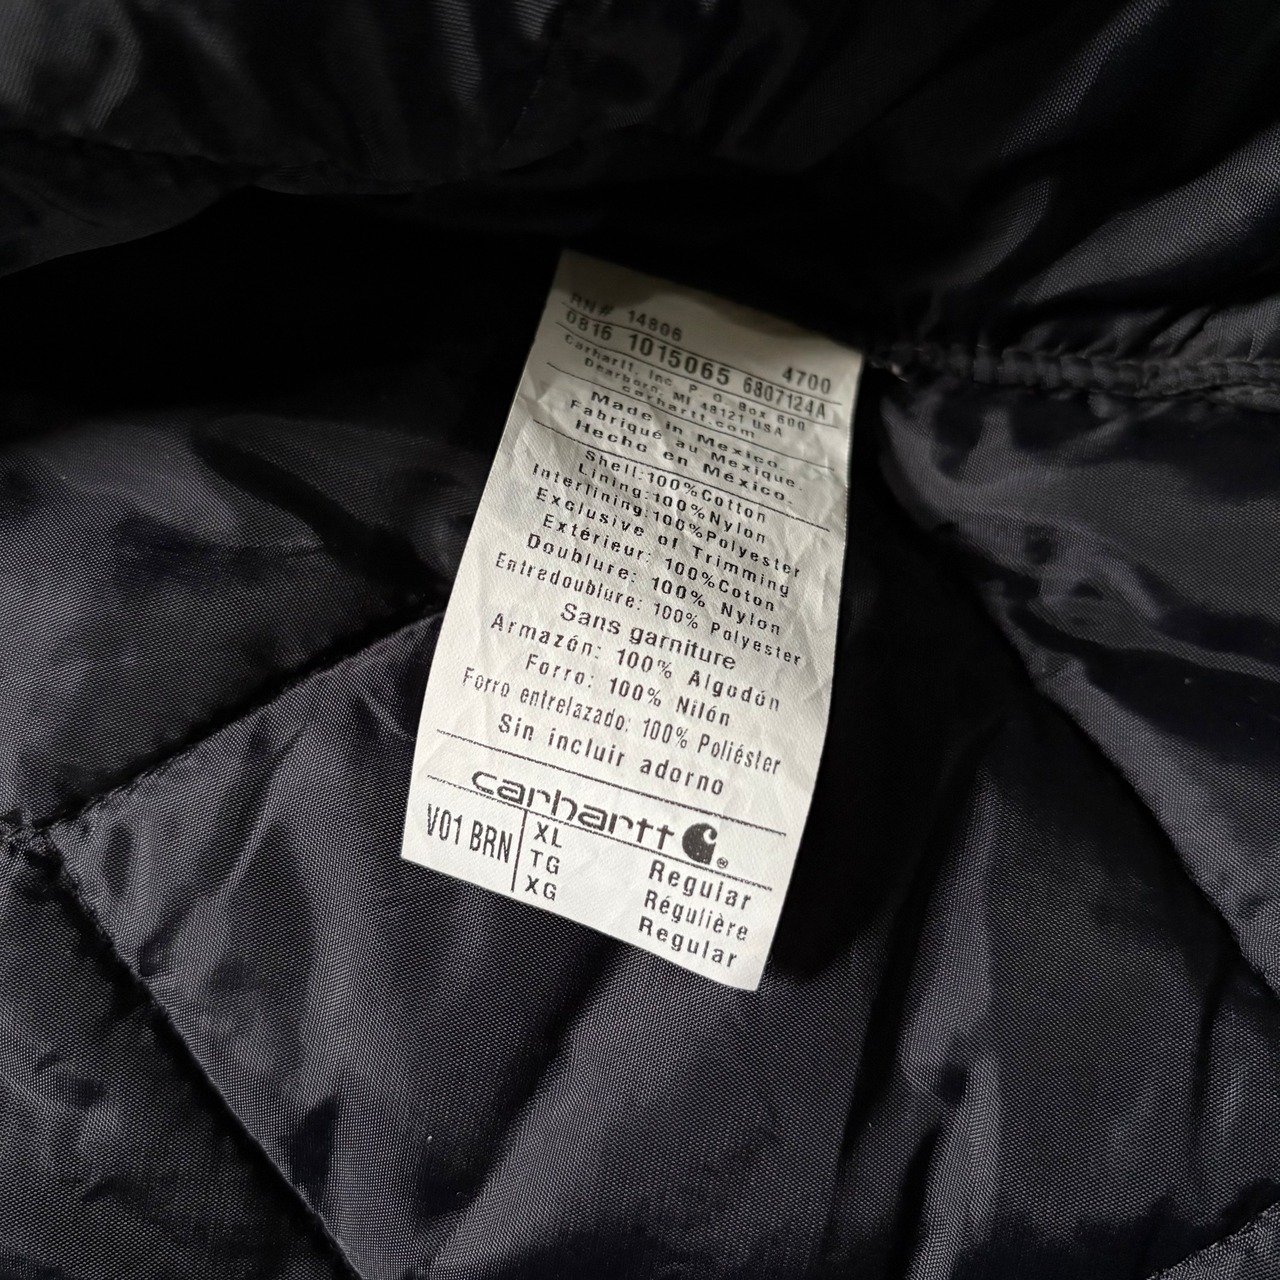 RN# 14806 4700
0816 1015065 6807124A
Carhartt, Inc. P. O. Box 600
Dearborn, MI 48121 USA
carhartt.com
Made in Mexico.
Fabriqué au Mexique.
Hecho en México.
Shell:100%Cotton
Lining:100%Nylon
Interlining:100%Polyester
Exclusive of Trimming
Extérieur: 100%Coton
Doublure: 100% Nylon
Entredoublure: 100% Polyester
Sans garniture
Armazón: 100% Algodón
Forro: 100% Nilón
Forro entrelazado: 100% Poliéster
Sin incluir adorno
carhartt ®
V01 BRN XL Regular
TG Régulière
XG Regular